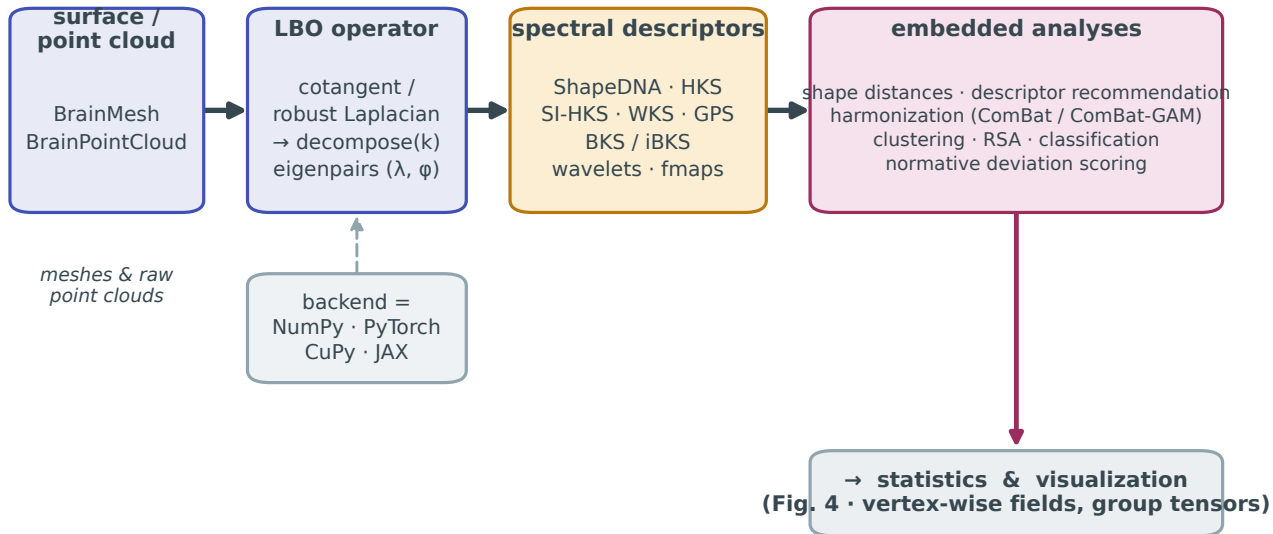 surface /
point cloud
BrainMesh
BrainPointCloud
LBO operator
cotangent /
robust Laplacian
→ decompose(k)
eigenpairs (λ, φ)
spectral descriptors
ShapeDNA · HKS
SI-HKS · WKS · GPS
BKS / iBKS
wavelets · fmaps
embedded analyses
shape distances · descriptor recommendation
harmonization (ComBat / ComBat-GAM)
clustering · RSA · classification
normative deviation scoring
meshes & raw
point clouds
backend =
NumPy · PyTorch
CuPy · JAX
→ statistics & visualization
(Fig. 4 · vertex-wise fields, group tensors)